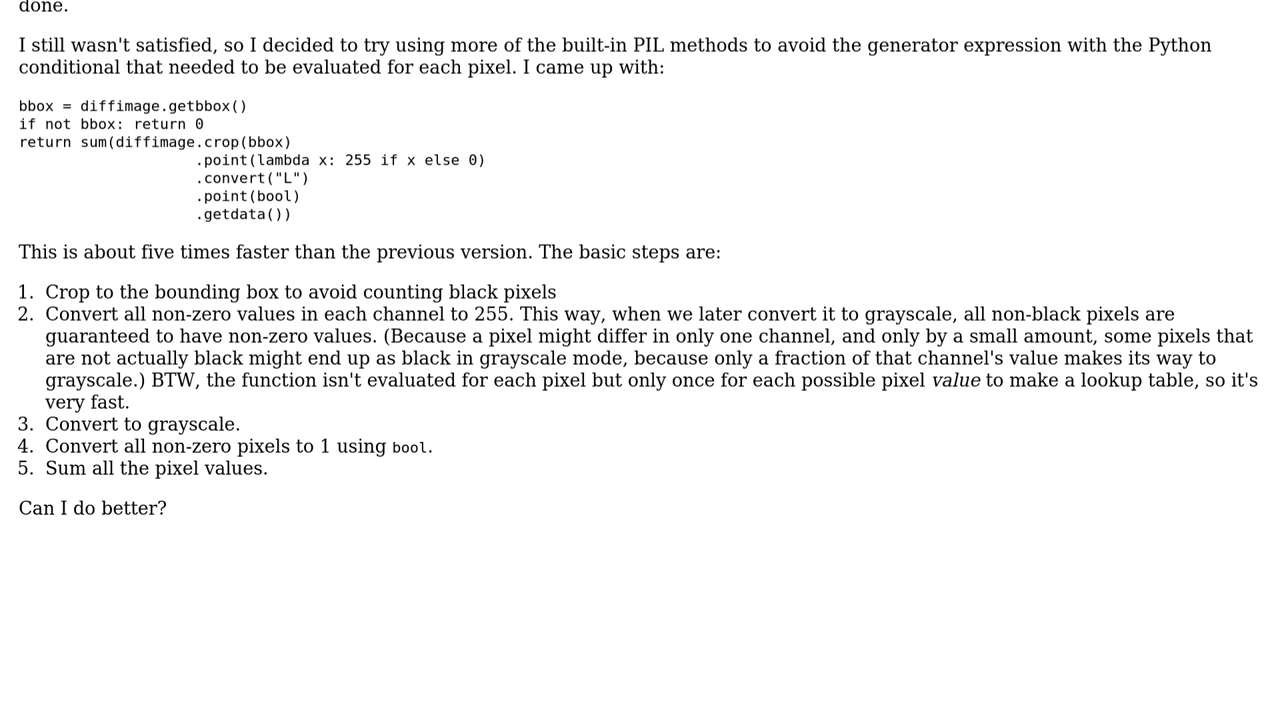 done.
I still wasn't satisfied, so I decided to try using more of the built-in PIL methods to avoid the generator expression with the Python
conditional that needed to be evaluated for each pixel. I came up with:
bbox = diffimage.getbbox()
if not bbox: return 0
return sum(diffimage.crop(bbox)
.point(lambda x: 255 if x else 0)
.convert("L")
.point(bool)
.getdata())
This is about five times faster than the previous version. The basic steps are:
1. Crop to the bounding box to avoid counting black pixels
2. Convert all non-zero values in each channel to 255. This way, when we later convert it to grayscale, all non-black pixels are
guaranteed to have non-zero values. (Because a pixel might differ in only one channel, and only by a small amount, some pixels that
are not actually black might end up as black in grayscale mode, because only a fraction of that channel's value makes its way to
grayscale.) BTW, the function isn't evaluated for each pixel but only once for each possible pixel value to make a lookup table, so it's
very fast.
3. Convert to grayscale.
4. Convert all non-zero pixels to 1 using bool.
5. Sum all the pixel values.
Can I do better?